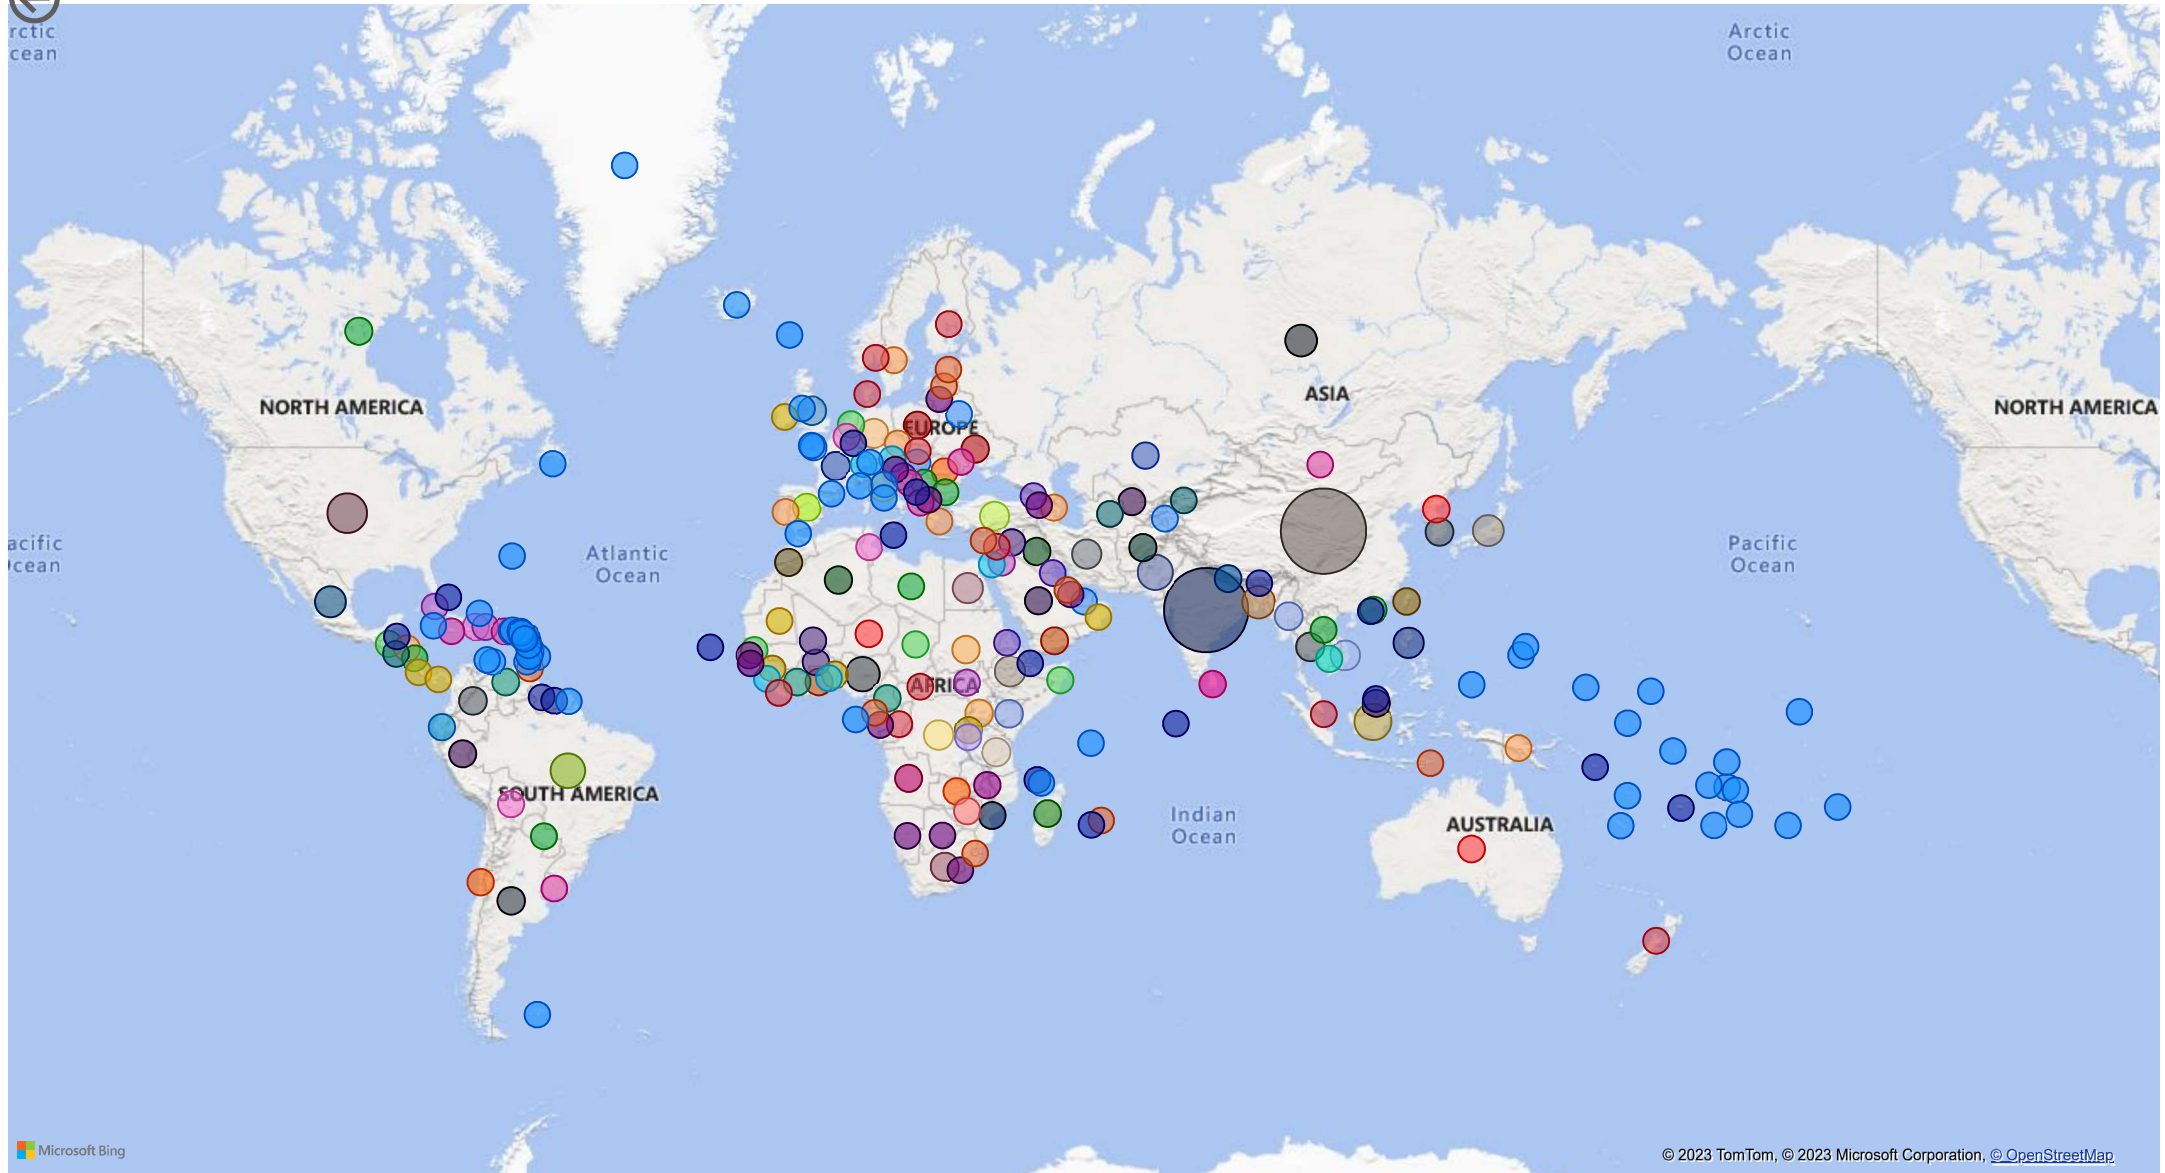 rctic
cean
Arctic
Ocean
NORTH AMERICA
ASIA
NORTH AMERICA
EUROPE
acific
cean
Atlantic
Ocean
Pacific
Ocean
AFRICA
SOUTH AMERICA
Indian
Ocean
AUSTRALIA
Microsoft Bing
© 2023 TomTom, © 2023 Microsoft Corporation, © OpenStreetMap